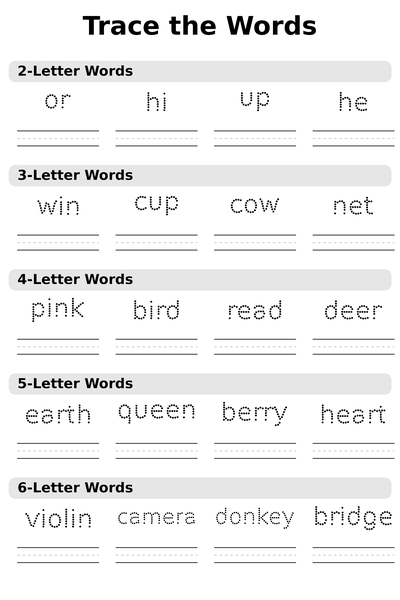 Trace the Words
2-Letter Words
or hi up he
3-Letter Words
win cup cow net
4-Letter Words
pink bird read deer
5-Letter Words
earth queen berry heart
6-Letter Words
violin camera donkey bridge